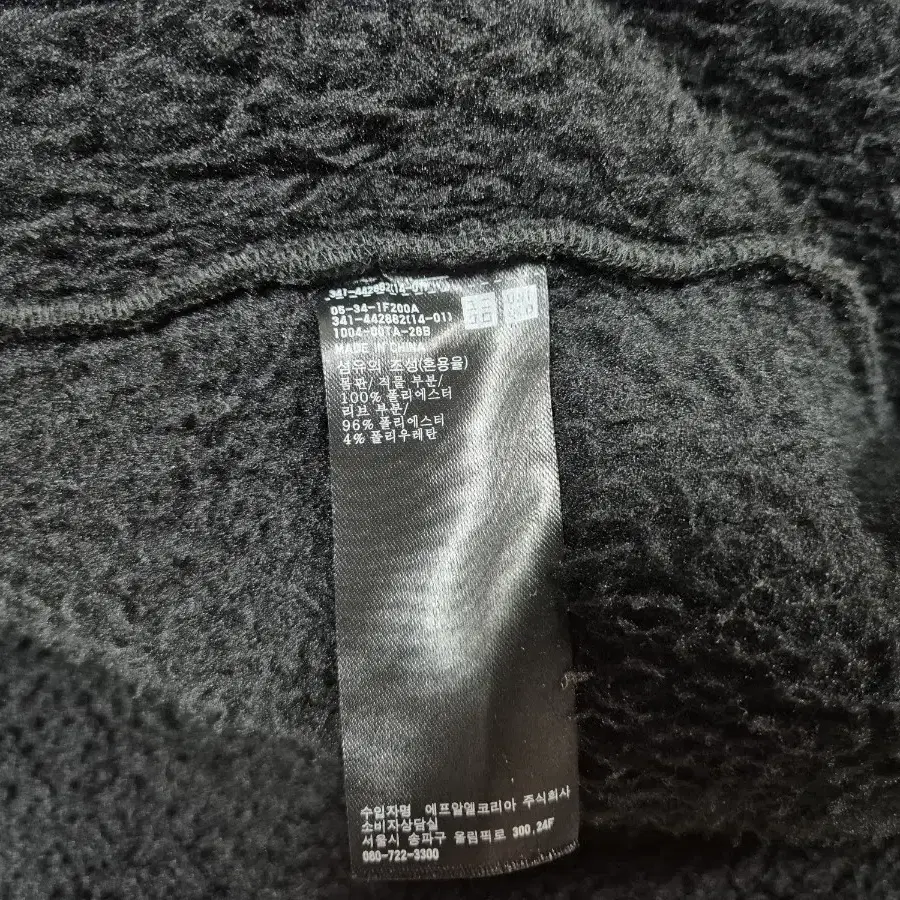 05-34-1F200A
341-442882(14-01)
1004-007A-28B
MADE IN CHINA
섬유의 조성(혼용율)
몸판/ 직물 부분/
100% 폴리에스터
리브 부분/
96% 폴리에스터
4% 폴리우레탄
수입자명 에프알엘코리아 주식회사
소비자상담실
서울시 송파구 올림픽로 300,24F
080-722-3300